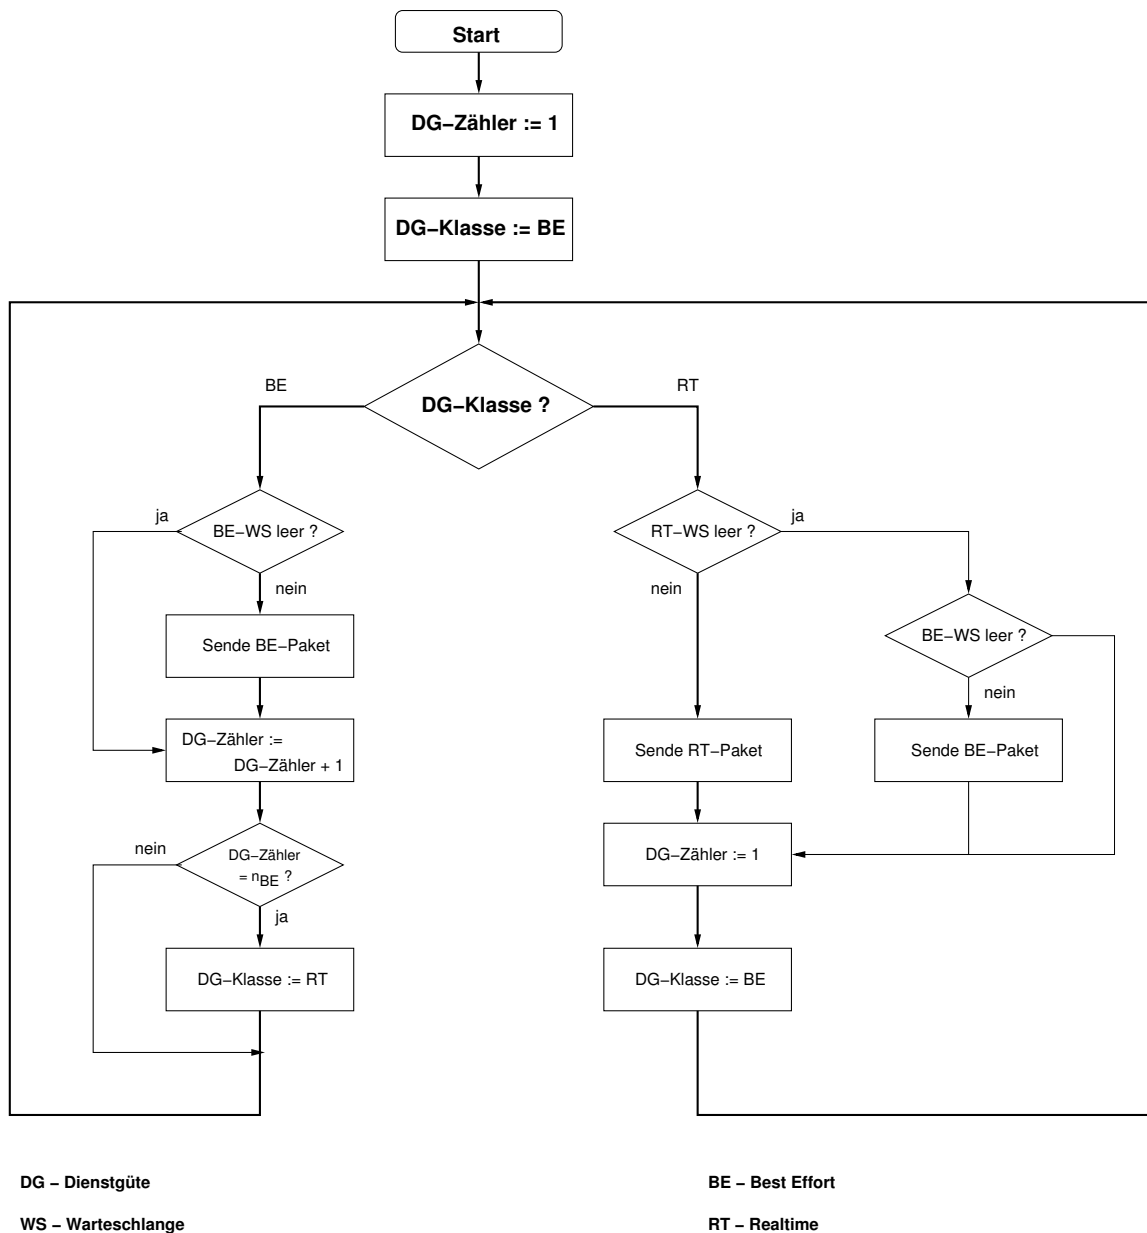 Start
DG–Zähler := 1
DG–Klasse := BE
BE
RT
DG–Klasse ?
ja
BE–WS leer ?
nein
RT–WS leer ?
ja
nein
Sende BE–Paket
BE–WS leer ?
nein
DG–Zähler :=
DG–Zähler + 1
Sende RT–Paket
Sende BE–Paket
nein
DG–Zähler
= nBE ?
ja
DG–Zähler := 1
DG–Klasse := RT
DG–Klasse := BE
DG – Dienstgüte
BE – Best Effort
WS – Warteschlange
RT – Realtime